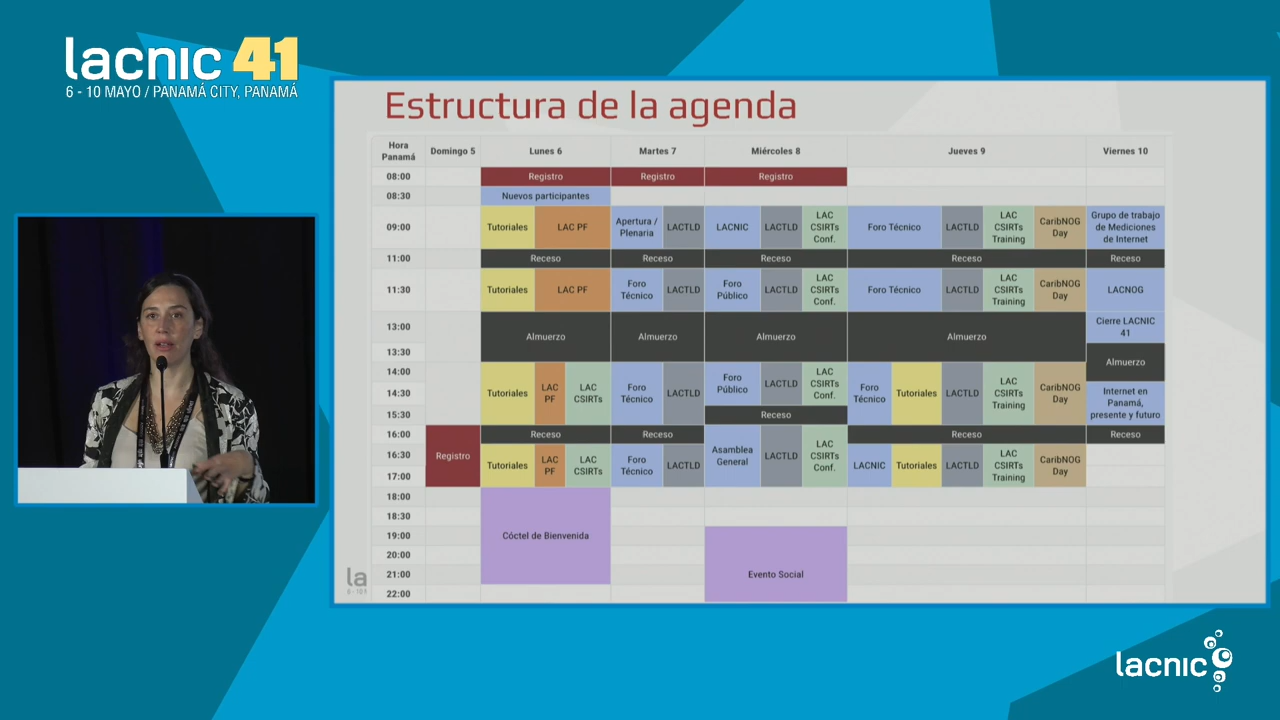 lacnic 41
6 - 10 MAYO / PANAMÁ CITY, PANAMÁ
Estructura de la agenda
Hora
Panamá
Domingo 5
Lunes 6
Martes 7
Miércoles 8
Jueves 9
Viernes 10
08:00
Registro
Registro
Registro
08:30
Nuevos participantes
09:00
Tutoriales
LAC PF
Apertura /
Plenaria
LACTLD
LACNIC
LACTLD
LAC
CSIRTs
Conf.
Foro Técnico
LACTLD
LAC
CSIRTs
Training
CaribNOG
Day
Grupo de trabajo
de Mediciones
de Internet
11:00
Receso
Receso
Receso
Receso
Receso
11:30
Tutoriales
LAC PF
Foro
Técnico
LACTLD
Foro
Público
LACTLD
LAC
CSIRTs
Conf.
Foro Técnico
LACTLD
LAC
CSIRTs
Training
CaribNOG
Day
LACNOG
13:00
13:30
Almuerzo
Almuerzo
Almuerzo
Almuerzo
Cierre LACNIC
41
Almuerzo
14:00
14:30
15:30
Tutoriales
LAC
PF
LAC
CSIRTs
Foro
Técnico
LACTLD
Foro
Público
LACTLD
LAC
CSIRTs
Conf.
Receso
Foro
Técnico
Tutoriales
LACTLD
LAC
CSIRTs
Training
CaribNOG
Day
Internet en
Panamá,
presente y futuro
16:00
Registro
Receso
Receso
Receso
Receso
16:30
17:00
Tutoriales
LAC
PF
LAC
CSIRTs
Foro
Técnico
LACTLD
Asamblea
General
LACTLD
LAC
CSIRTs
Conf.
LACNIC
Tutoriales
LACTLD
LAC
CSIRTs
Training
CaribNOG
Day
18:00
18:30
19:00
20:00
21:00
22:00
Cóctel de Bienvenida
Evento Social
la
lacnic